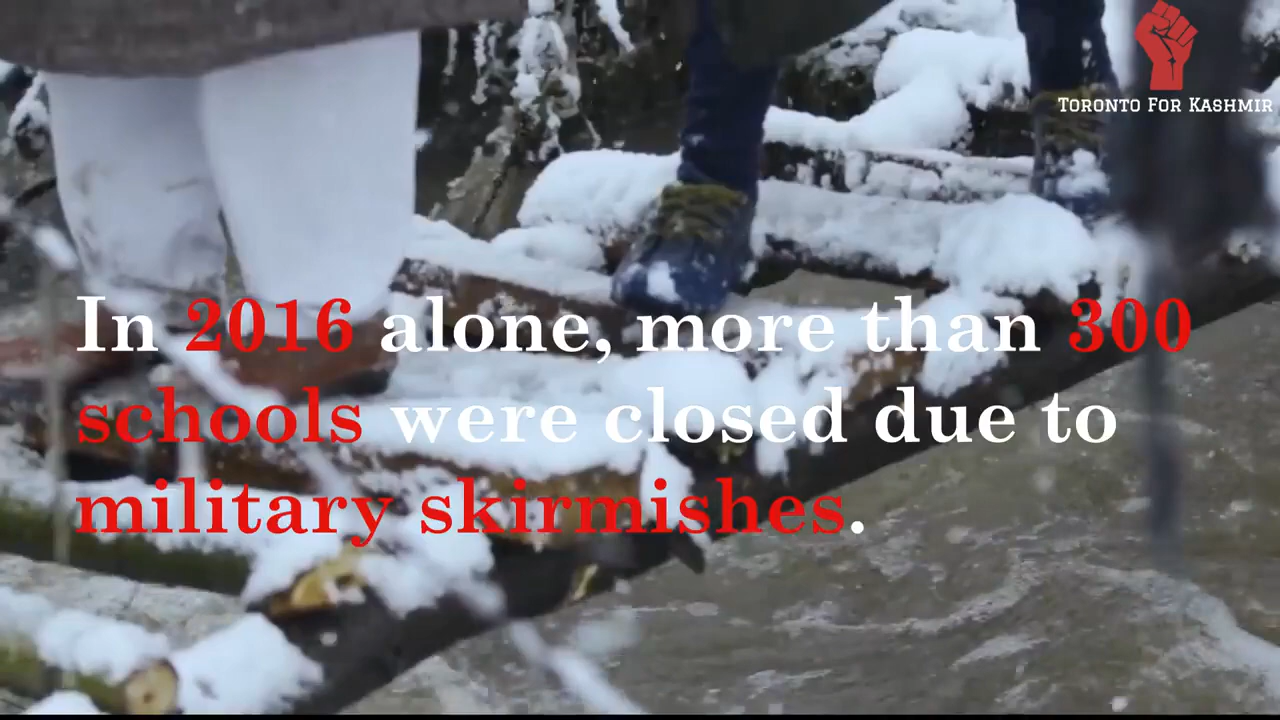 Toronto For Kashmir
In 2016 alone, more than 300
schools were closed due to
military skirmishes.